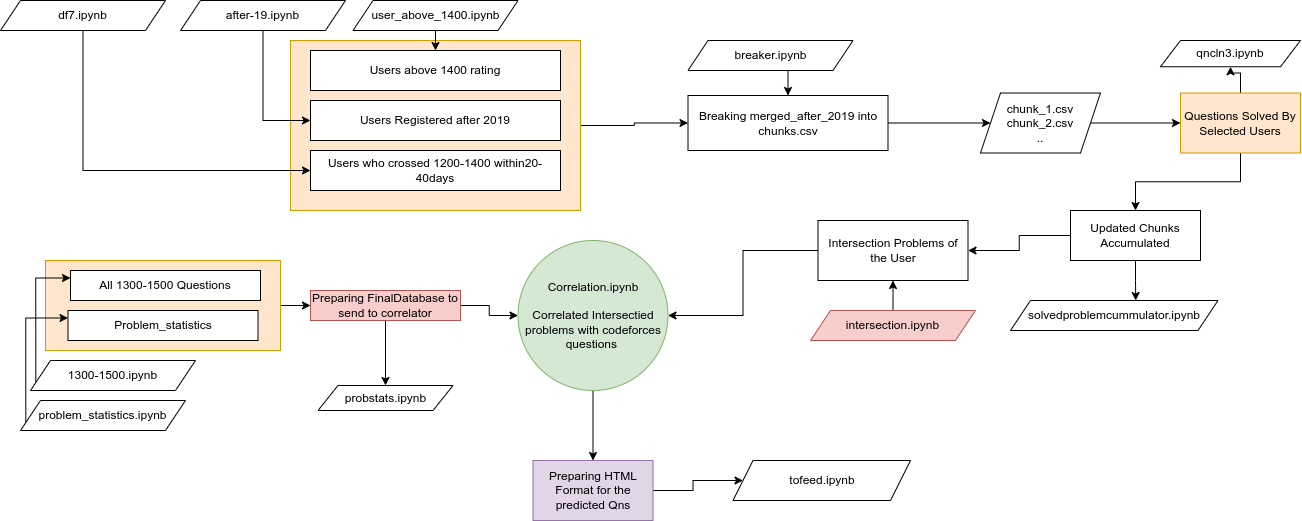 df7.ipynb
after-19.ipynb
user_above_1400.ipynb
Users above 1400 rating
Users Registered after 2019
Users who crossed 1200-1400 within20-
40days
breaker.ipynb
Breaking merged_after_2019 into
chunks.csv
chunk_1.csv
chunk_2.csv
..
qncln3.ipynb
Questions Solved By
Selected Users
Updated Chunks
Accumulated
solvedproblemcummulator.ipynb
Intersection Problems of
the User
intersection.ipynb
All 1300-1500 Questions
Problem_statistics
1300-1500.ipynb
problem_statistics.ipynb
Preparing FinalDatabase to
send to correlator
probstats.ipynb
Correlation.ipynb
Correlated Intersectied
problems with codeforces
questions
Preparing HTML
Format for the
predicted Qns
tofeed.ipynb